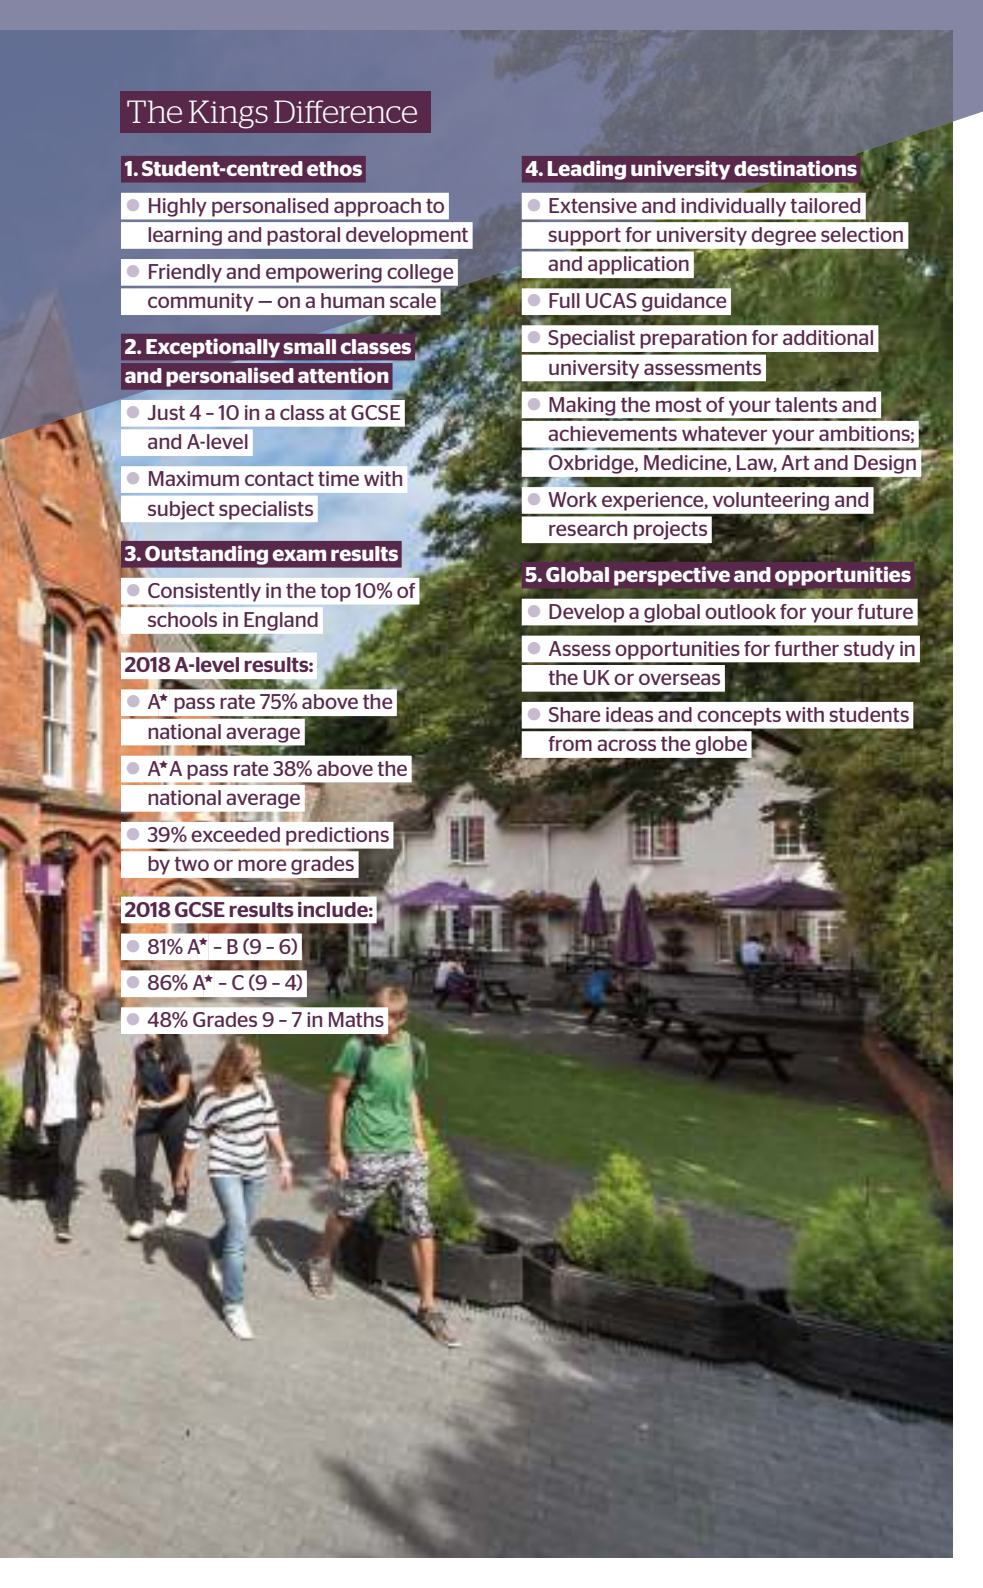 The Kings Difference
1. Student-centred ethos
● Highly personalised approach to
learning and pastoral development
● Friendly and empowering college
community — on a human scale
2. Exceptionally small classes
and personalised attention
● Just 4 – 10 in a class at GCSE
and A-level
● Maximum contact time with
subject specialists
3. Outstanding exam results
● Consistently in the top 10% of
schools in England
2018 A-level results:
● A★ pass rate 75% above the
national average
● A★A pass rate 38% above the
national average
● 39% exceeded predictions
by two or more grades
2018 GCSE results include:
● 81% A★ – B (9 – 6)
● 86% A★ – C (9 – 4)
● 48% Grades 9 – 7 in Maths
4. Leading university destinations
● Extensive and individually tailored
support for university degree selection
and application
● Full UCAS guidance
● Specialist preparation for additional
university assessments
● Making the most of your talents and
achievements whatever your ambitions;
Oxbridge, Medicine, Law, Art and Design
● Work experience, volunteering and
research projects
5. Global perspective and opportunities
● Develop a global outlook for your future
● Assess opportunities for further study in
the UK or overseas
● Share ideas and concepts with students
from across the globe